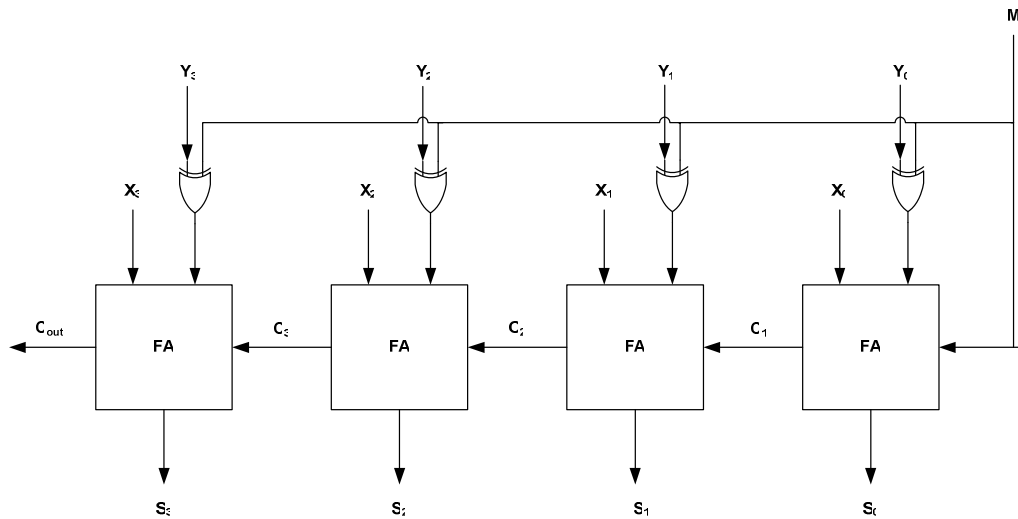 M
Y₃ Y₂ Y₁ Y₀
X₃ X₂ X₁ X₀
Cout FA C₃ FA C₂ FA C₁ FA
S₃ S₂ S₁ S₀